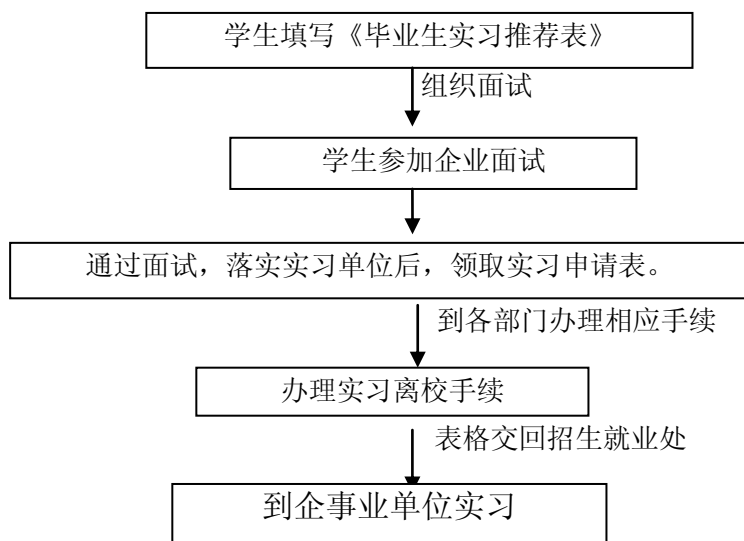 学生填写《毕业生实习推荐表》
组织面试
学生参加企业面试
通过面试，落实实习单位后，领取实习申请表。
到各部门办理相应手续
办理实习离校手续
表格交回招生就业处
到企事业单位实习